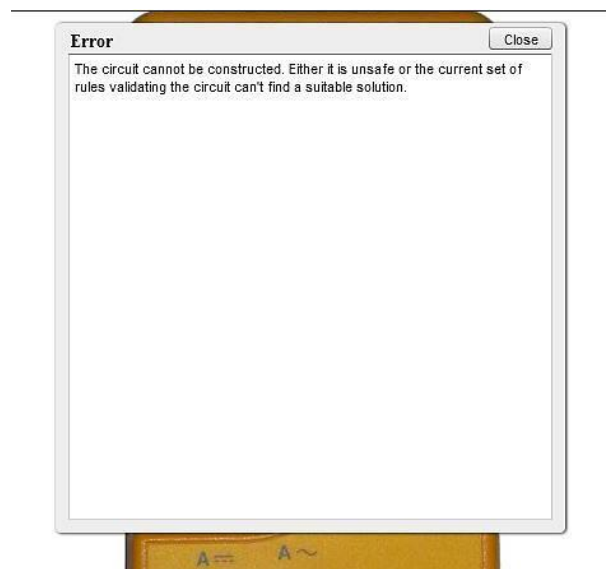 Error
Close
The circuit cannot be constructed. Either it is unsafe or the current set of
rules validating the circuit can't find a suitable solution.
A
A